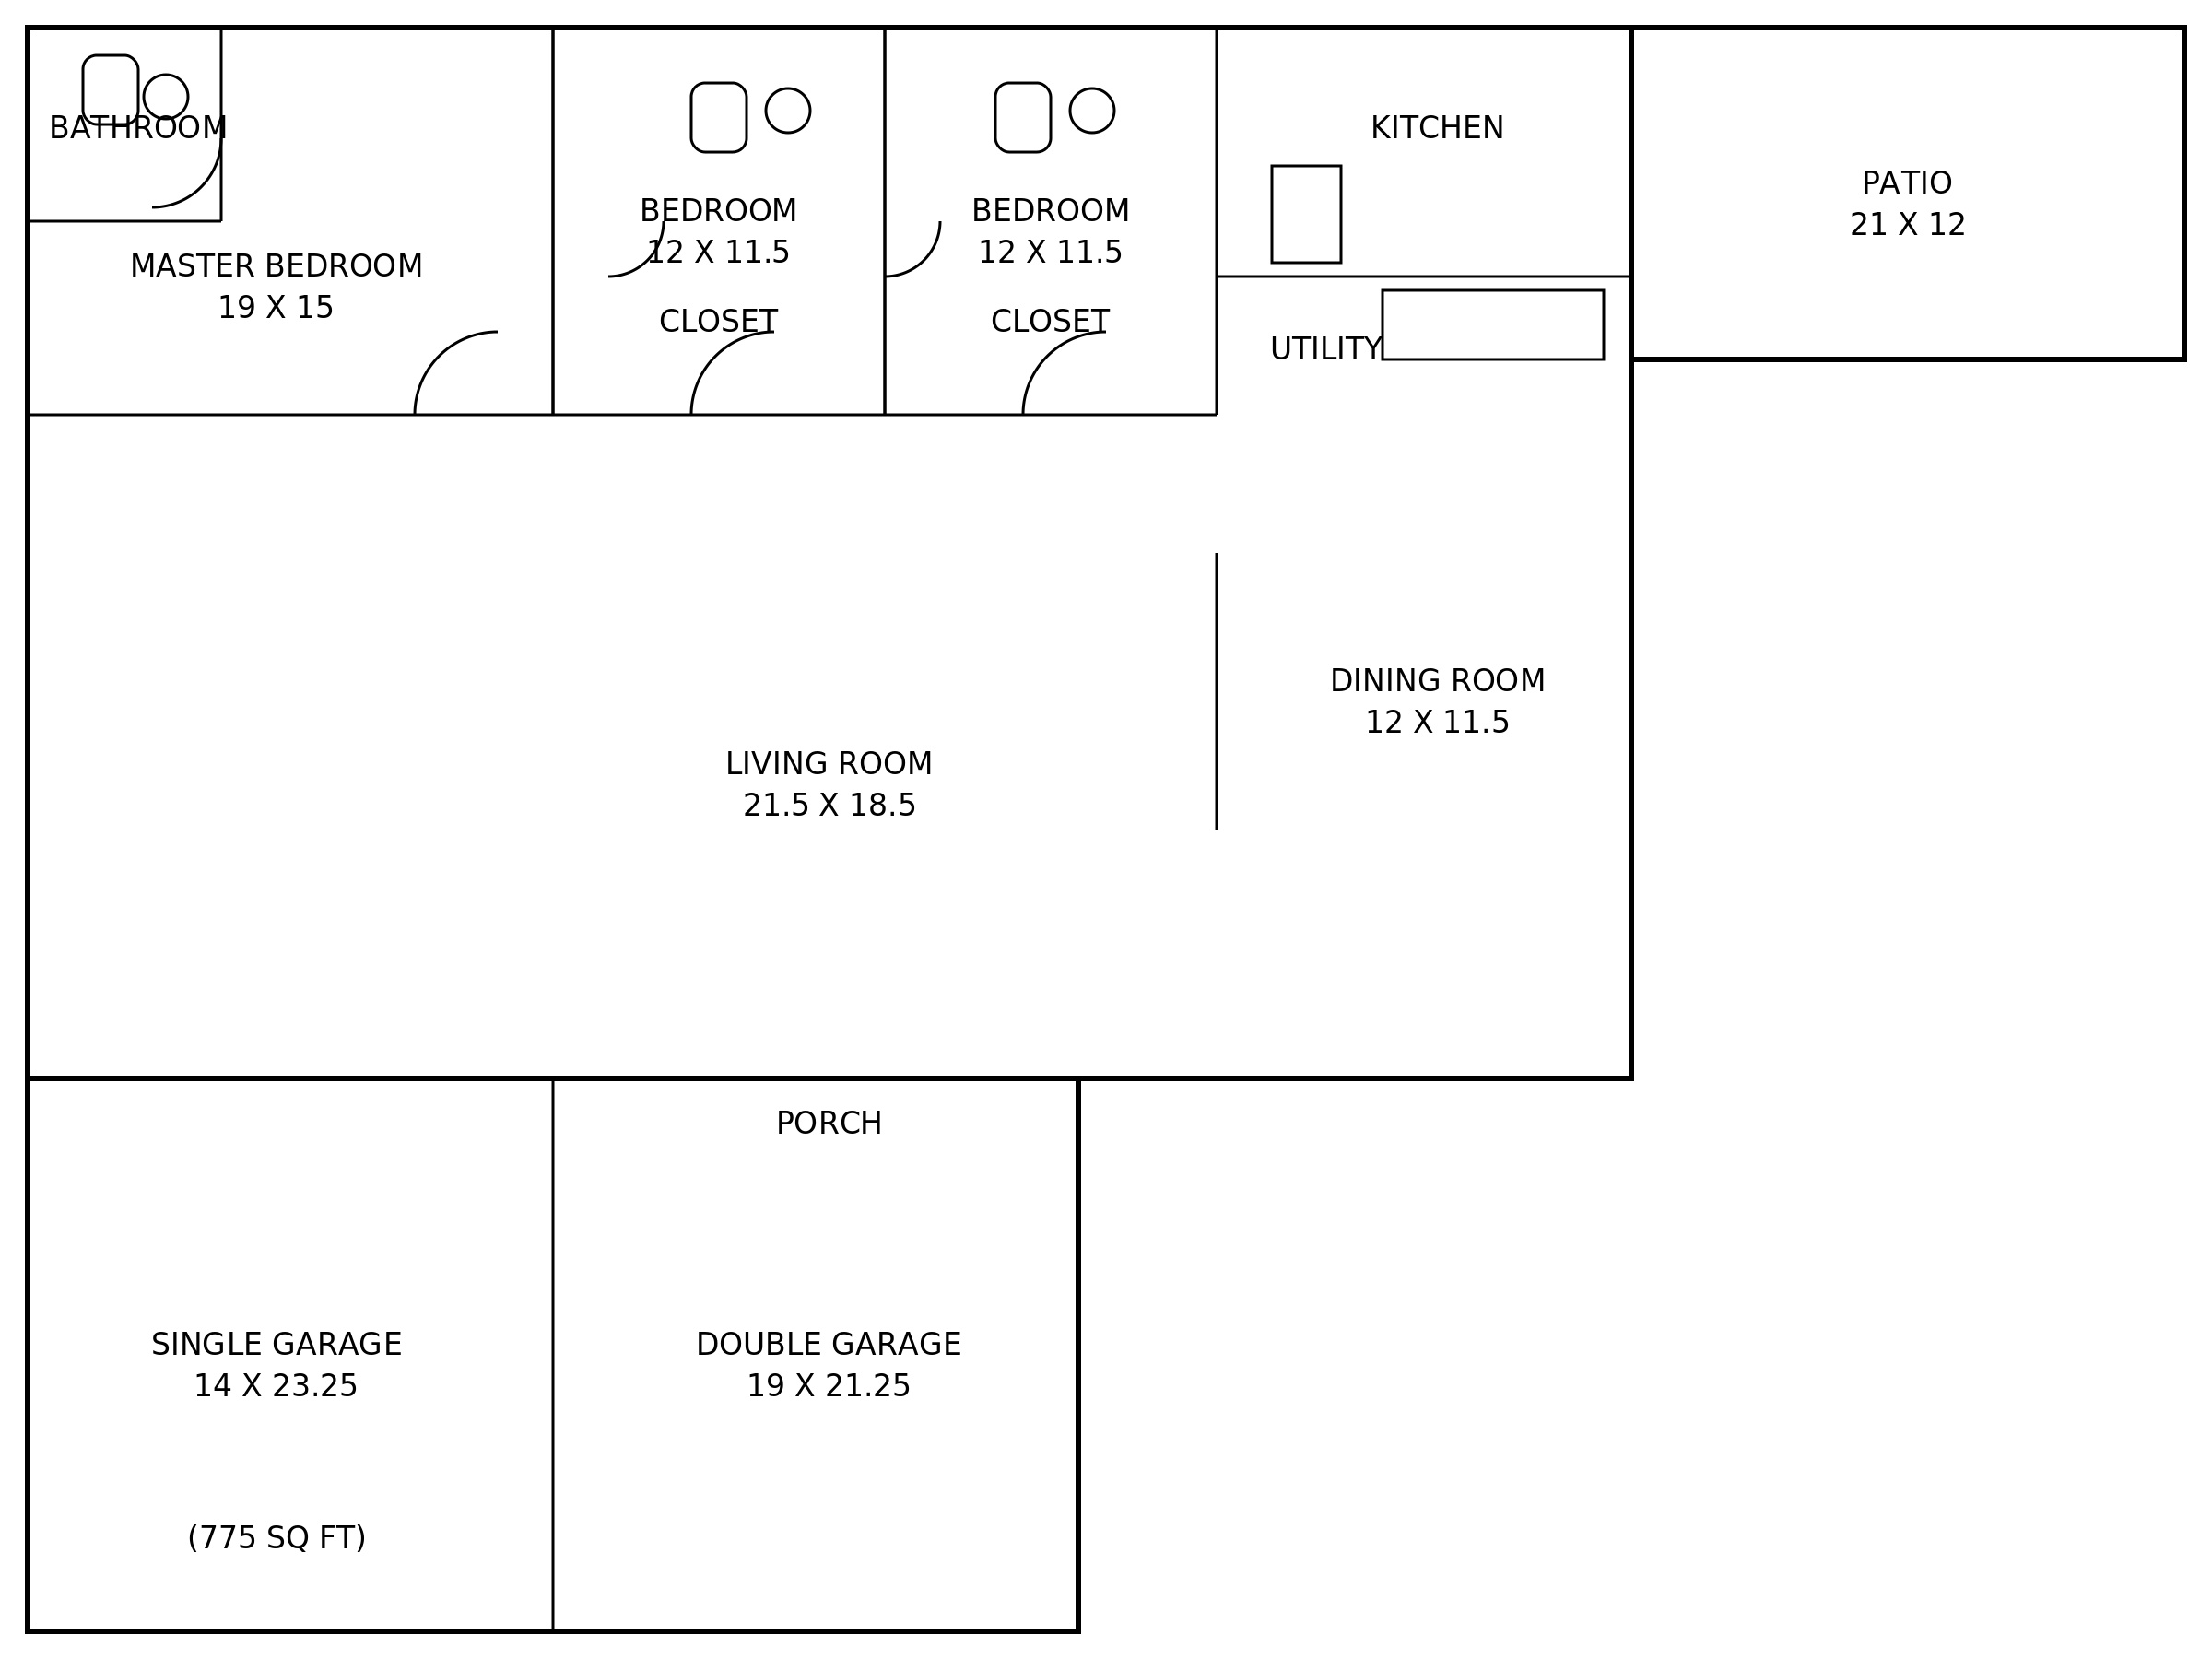 BATHROOM
KITCHEN
PATIO
21 X 12
BEDROOM
12 X 11.5
BEDROOM
12 X 11.5
MASTER BEDROOM
19 X 15
CLOSET
CLOSET
UTILITY
DINING ROOM
12 X 11.5
LIVING ROOM
21.5 X 18.5
PORCH
SINGLE GARAGE
14 X 23.25
DOUBLE GARAGE
19 X 21.25
(775 SQ FT)